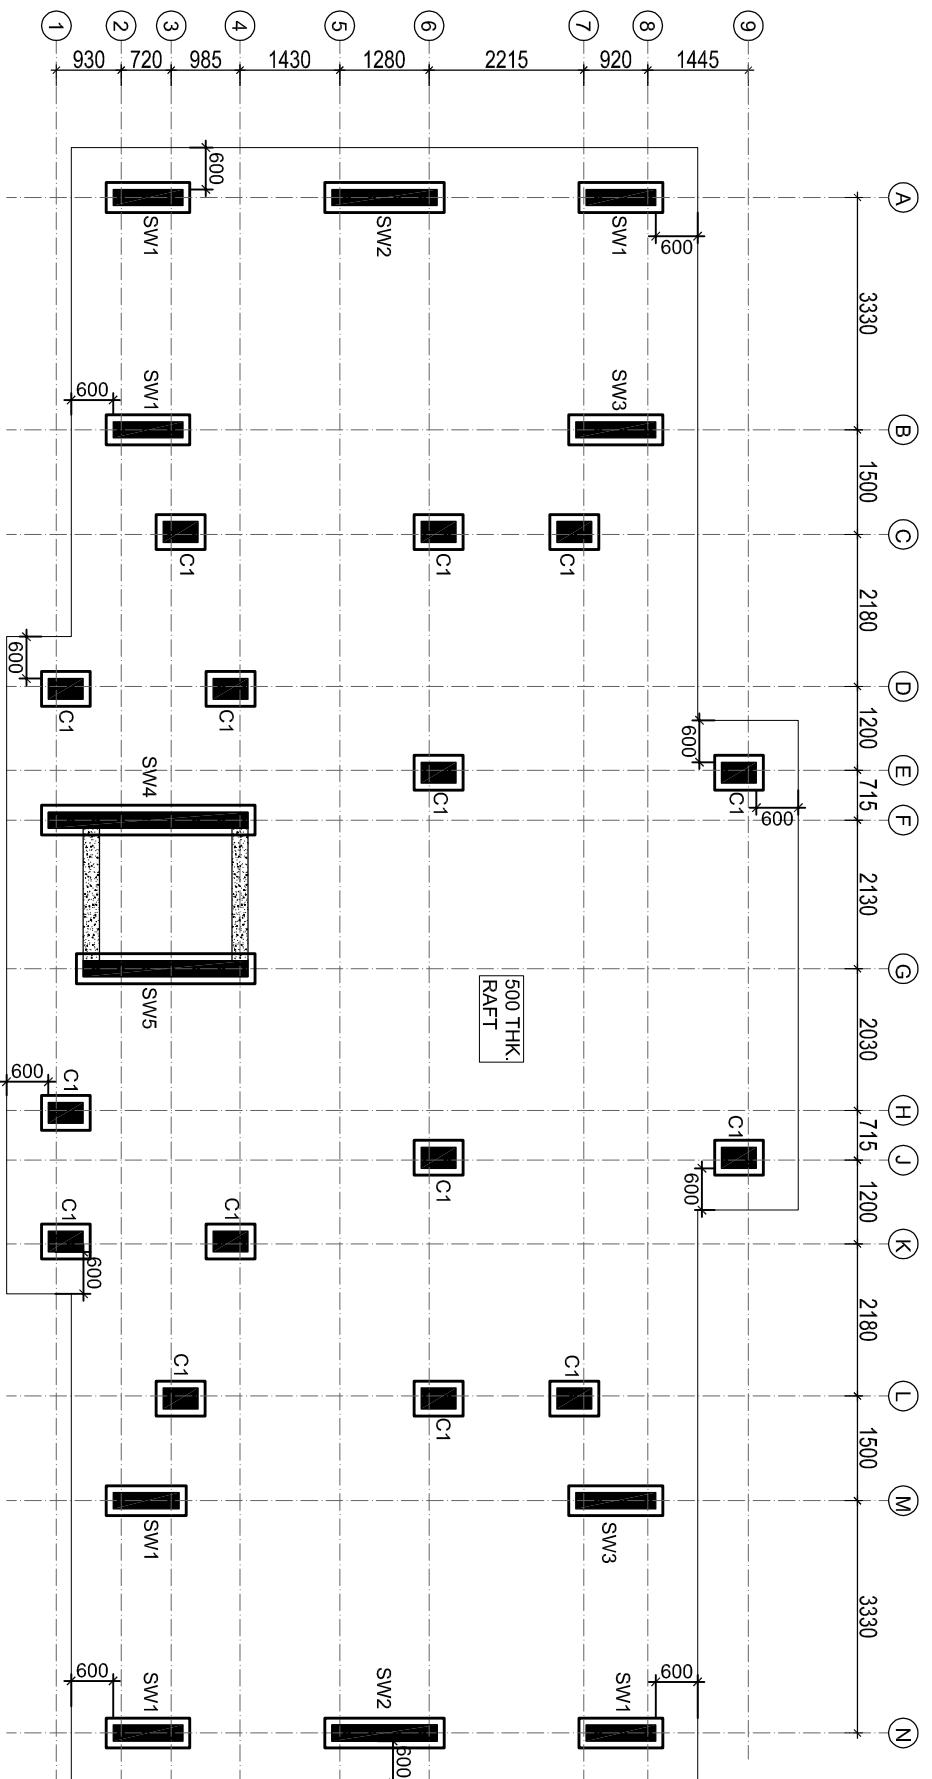 1
2
3
4
5
6
7
8
9
930
720
985
1430
1280
2215
920
1445
A
B
C
D
E
F
G
H
J
K
L
M
N
3330
1500
2180
1200
715
2130
2030
715
1200
2180
1500
3330
600
SW1
SW2
SW1
600
600
SW1
SW3
C1
C1
C1
600
C1
C1
600
C1
C1
600
SW4
SW5
500 THK.
RAFT
600
C1
C1
C1
600
C1
C1
600
C1
C1
C1
SW1
SW3
600
SW1
SW2
SW1
600
600